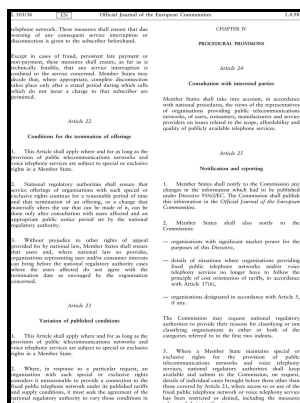 L 101/36 EN Official Journal of the European Communities 1.4.98
telephone network. These measures shall ensure that due
warning of any consequent service interruption or
disconnection is given to the subscriber beforehand.
Except in cases of fraud, persistent late payment or
non-payment, these measures shall ensure, as far as is
technically feasible, that any service interruption is
confined to the service concerned. Member States may
decide that, where appropriate, complete disconnection
takes place only after a stated period during which calls
which do not incur a charge to that subscriber are
permitted.
Article 22
Conditions for the termination of offerings
1. This Article shall apply where and for as long as the
provision of public telecommunications networks and
voice telephony services are subject to special or exclusive
rights in a Member State.
2. National regulatory authorities shall ensure that
service offerings of organisations with such special or
exclusive rights continue for a reasonable period of time
and that termination of an offering, or a change that
materially alters the use that can be made of it, can be
done only after consultation with users affected and an
appropriate public notice period set by the national
regulatory authority.
3. Without prejudice to other rights of appeal
provided for by national law, Member States shall ensure
that users and, where national law so provides,
organisations representing user and/or consumer interests
can bring before the national regulatory authority cases
where the users affected do not agree with the
termination dates as envisaged by the organisation
concerned.
Article 23
Variation of published conditions
1. This Article shall apply where and for as long as the
provision of public telecommunications networks and
voice telephony services are subject to special or exclusive
rights in a Member State.
2. Where, in response to a particular request, an
organisation with such special or exclusive rights
considers it unreasonable to provide a connection to the
fixed public telephone network under its published tariffs
and supply conditions, it must seek the agreement of the
national regulatory authority to vary those conditions in
CHAPTER IV
PROCEDURAL PROVISIONS
Article 24
Consultation with interested parties
Member States shall take into account, in accordance
with national procedures, the views of the representatives
of organisations providing public telecommunications
networks, of users, consumers, manufacturers and service
providers on issues related to the scope, affordability and
quality of publicly available telephone services.
Article 25
Notification and reporting
1. Member States shall notify to the Commission any
changes in the information which had to be published
under Directive 95/62/EC. The Commission shall publish
this information in the Official Journal of the European
Communities.
2. Member States shall also notify to the
Commission:
— organisations with significant market power for the
purposes of this Directive,
— details of situations where organisations providing
fixed public telephone networks and/or voice
telephony services no longer have to follow the
principle of cost orientation of tariffs, in accordance
with Article 17(6),
— organisations designated in accordance with Article 5,
if any.
The Commission may request national regulatory
authorities to provide their reasons for classifying or not
classifying organisations in either or both of the
categories referred to in the first two indents.
3. Where a Member State maintains special or
exclusive rights for the provision of public
telecommunications networks and voice telephony
services, national regulatory authorities shall keep
available and submit to the Commission, on request,
details of individual cases brought before them other than
those covered by Article 21, where access to or use of the
fixed public telephone network or voice telephony service
has been restricted or denied, including the measures